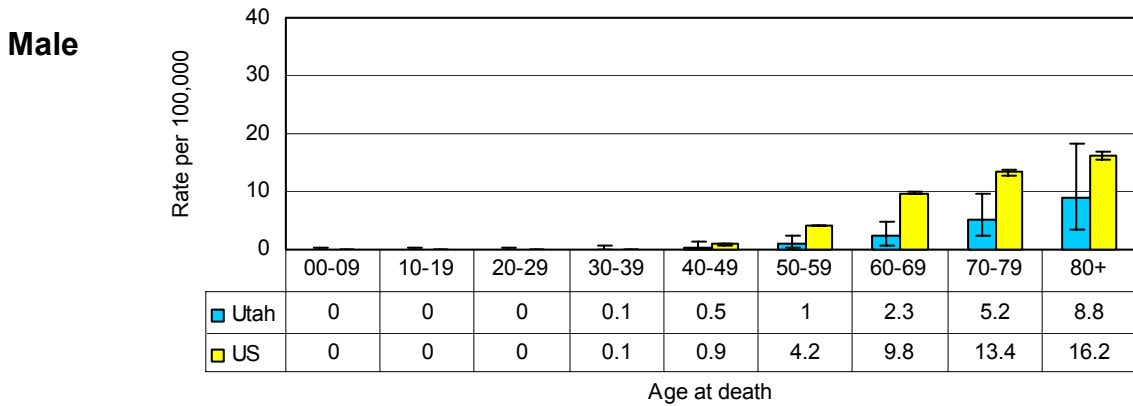 Male
Rate per 100,000
40
30
20
10
0
00-09 10-19 20-29 30-39 40-49 50-59 60-69 70-79 80+
Utah 0 0 0 0.1 0.5 1 2.3 5.2 8.8
US 0 0 0 0.1 0.9 4.2 9.8 13.4 16.2
Age at death